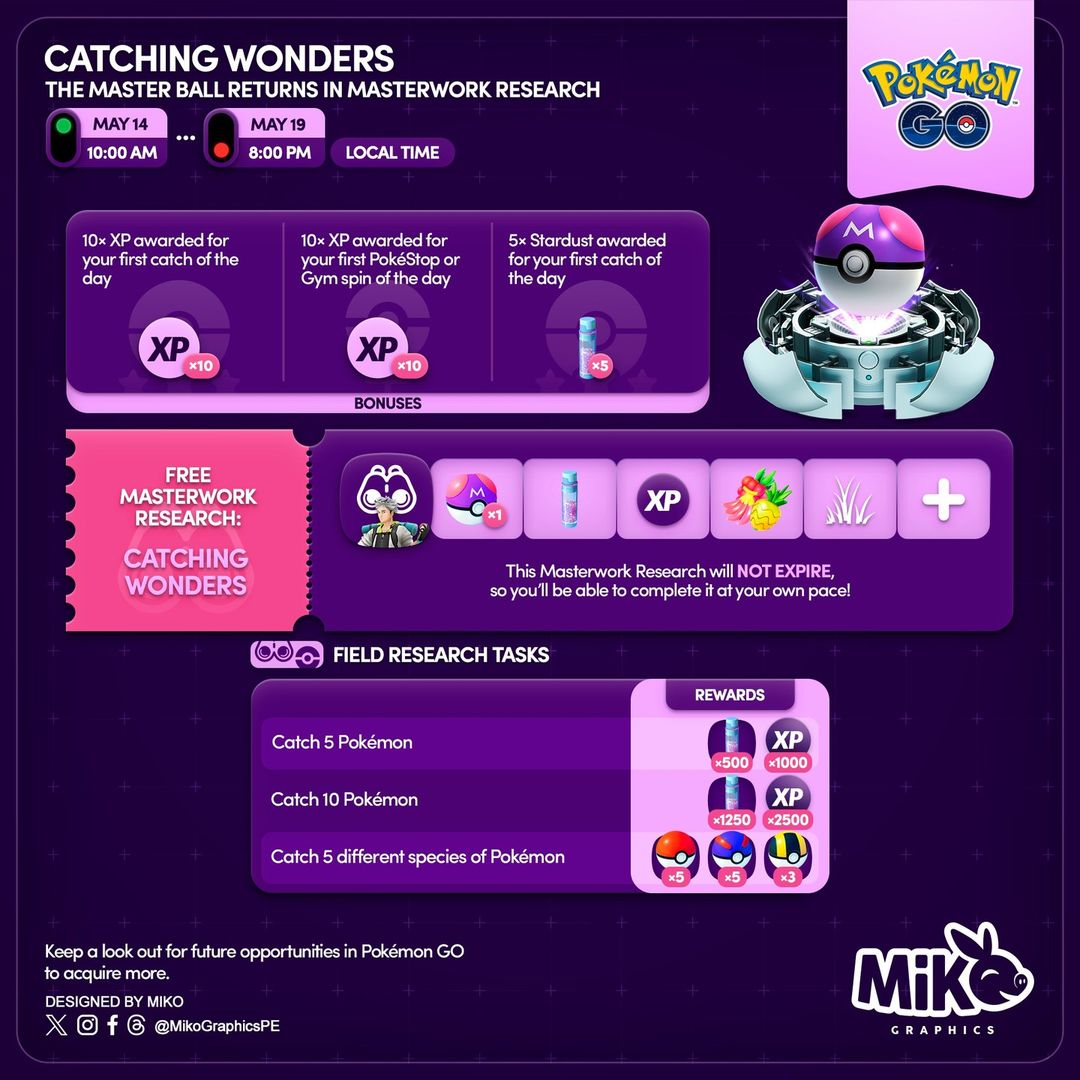 CATCHING WONDERS
THE MASTER BALL RETURNS IN MASTERWORK RESEARCH
MAY 14
10:00 AM
...
MAY 19
8:00 PM
LOCAL TIME
POKéMON
GO
TM
M
10× XP awarded for
your first catch of the
day
XP
×10
10× XP awarded for
your first PokéStop or
Gym spin of the day
XP
×10
5× Stardust awarded
for your first catch of
the day
×5
BONUSES
FREE
MASTERWORK
RESEARCH:
CATCHING
WONDERS
M
×1
XP
+
This Masterwork Research will NOT EXPIRE,
so you'll be able to complete it at your own pace!
FIELD RESEARCH TASKS
REWARDS
Catch 5 Pokémon
×500
XP
×1000
Catch 10 Pokémon
×1250
XP
×2500
Catch 5 different species of Pokémon
×5
×5
×3
Keep a look out for future opportunities in Pokémon GO
to acquire more.
DESIGNED BY MIKO
@MikoGraphicsPE
MiKO
GRAPHICS